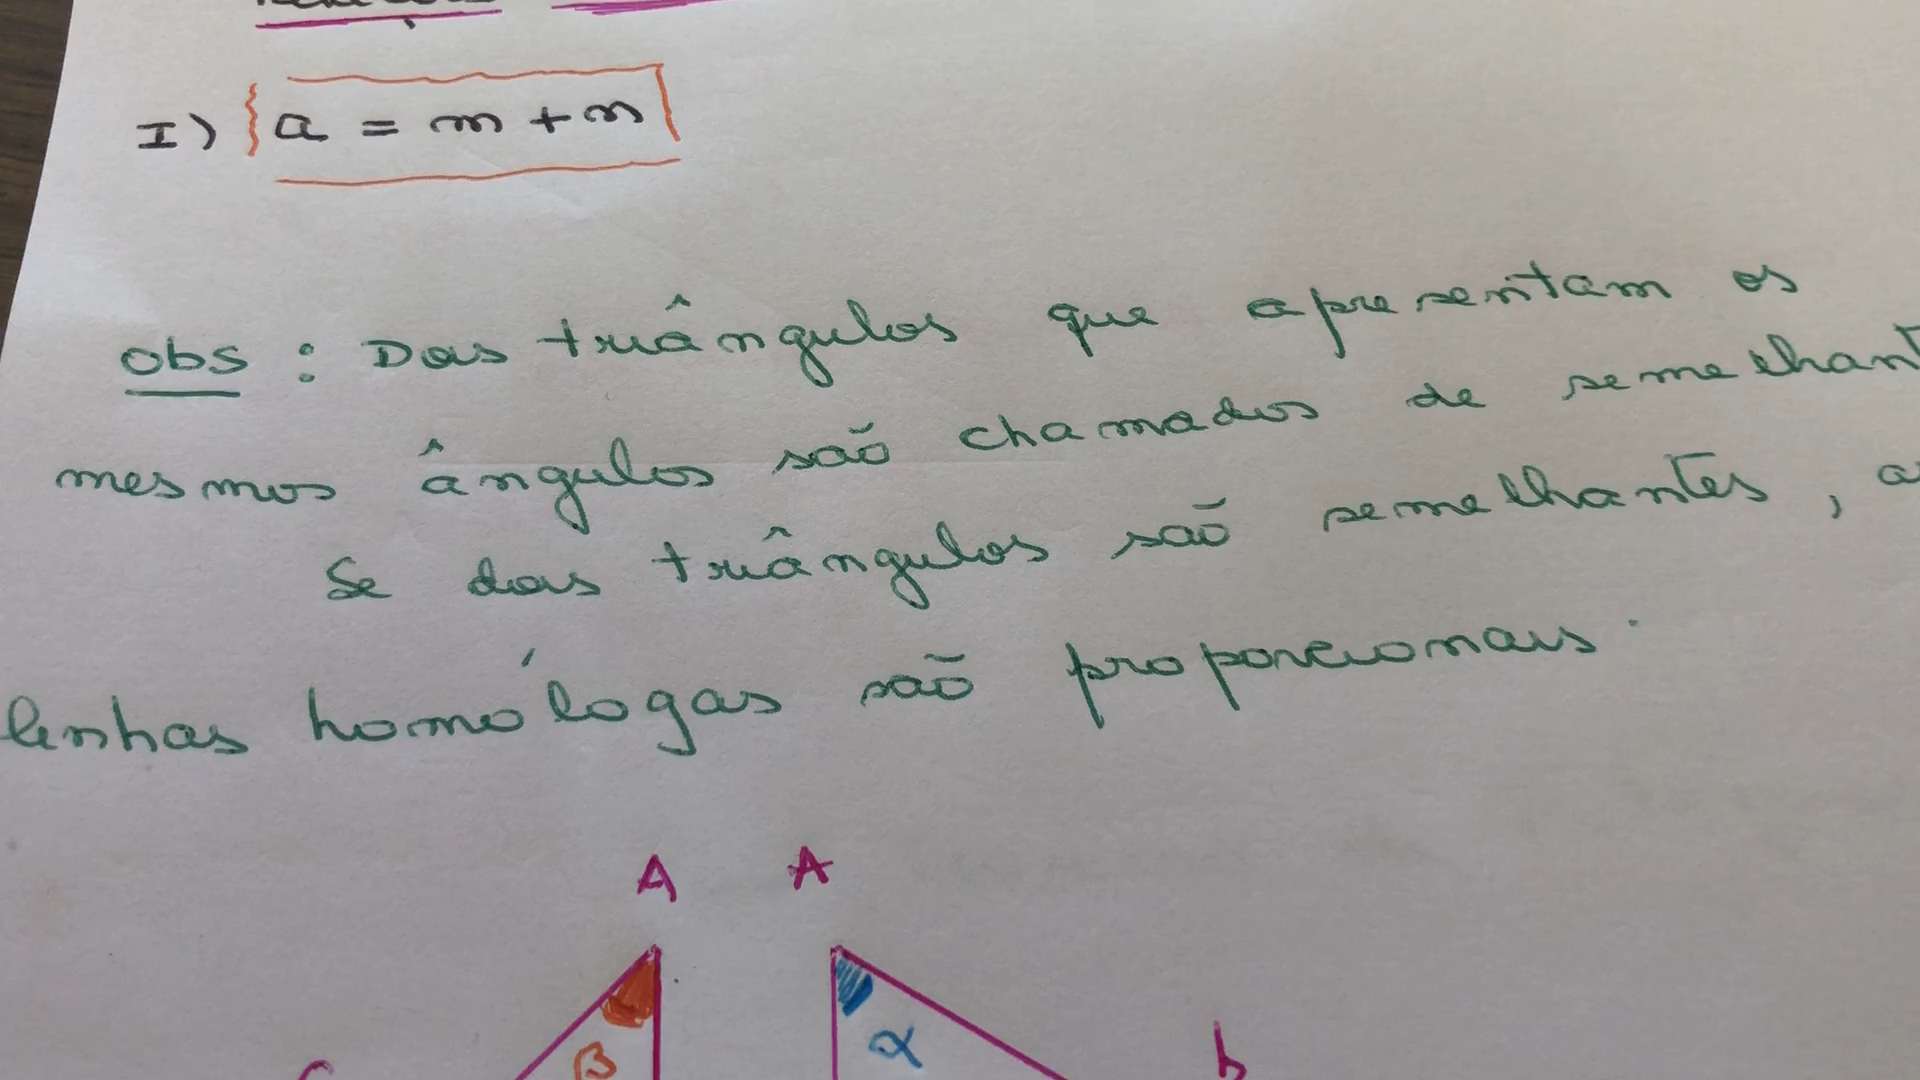 I) a = m + n
Obs : Dois triângulos que apresentam os
mesmos ângulos são chamados de semelhant
Se dois triângulos são semelhantes, as
linhas homólogas são proporcionais.
A A
β α b
c